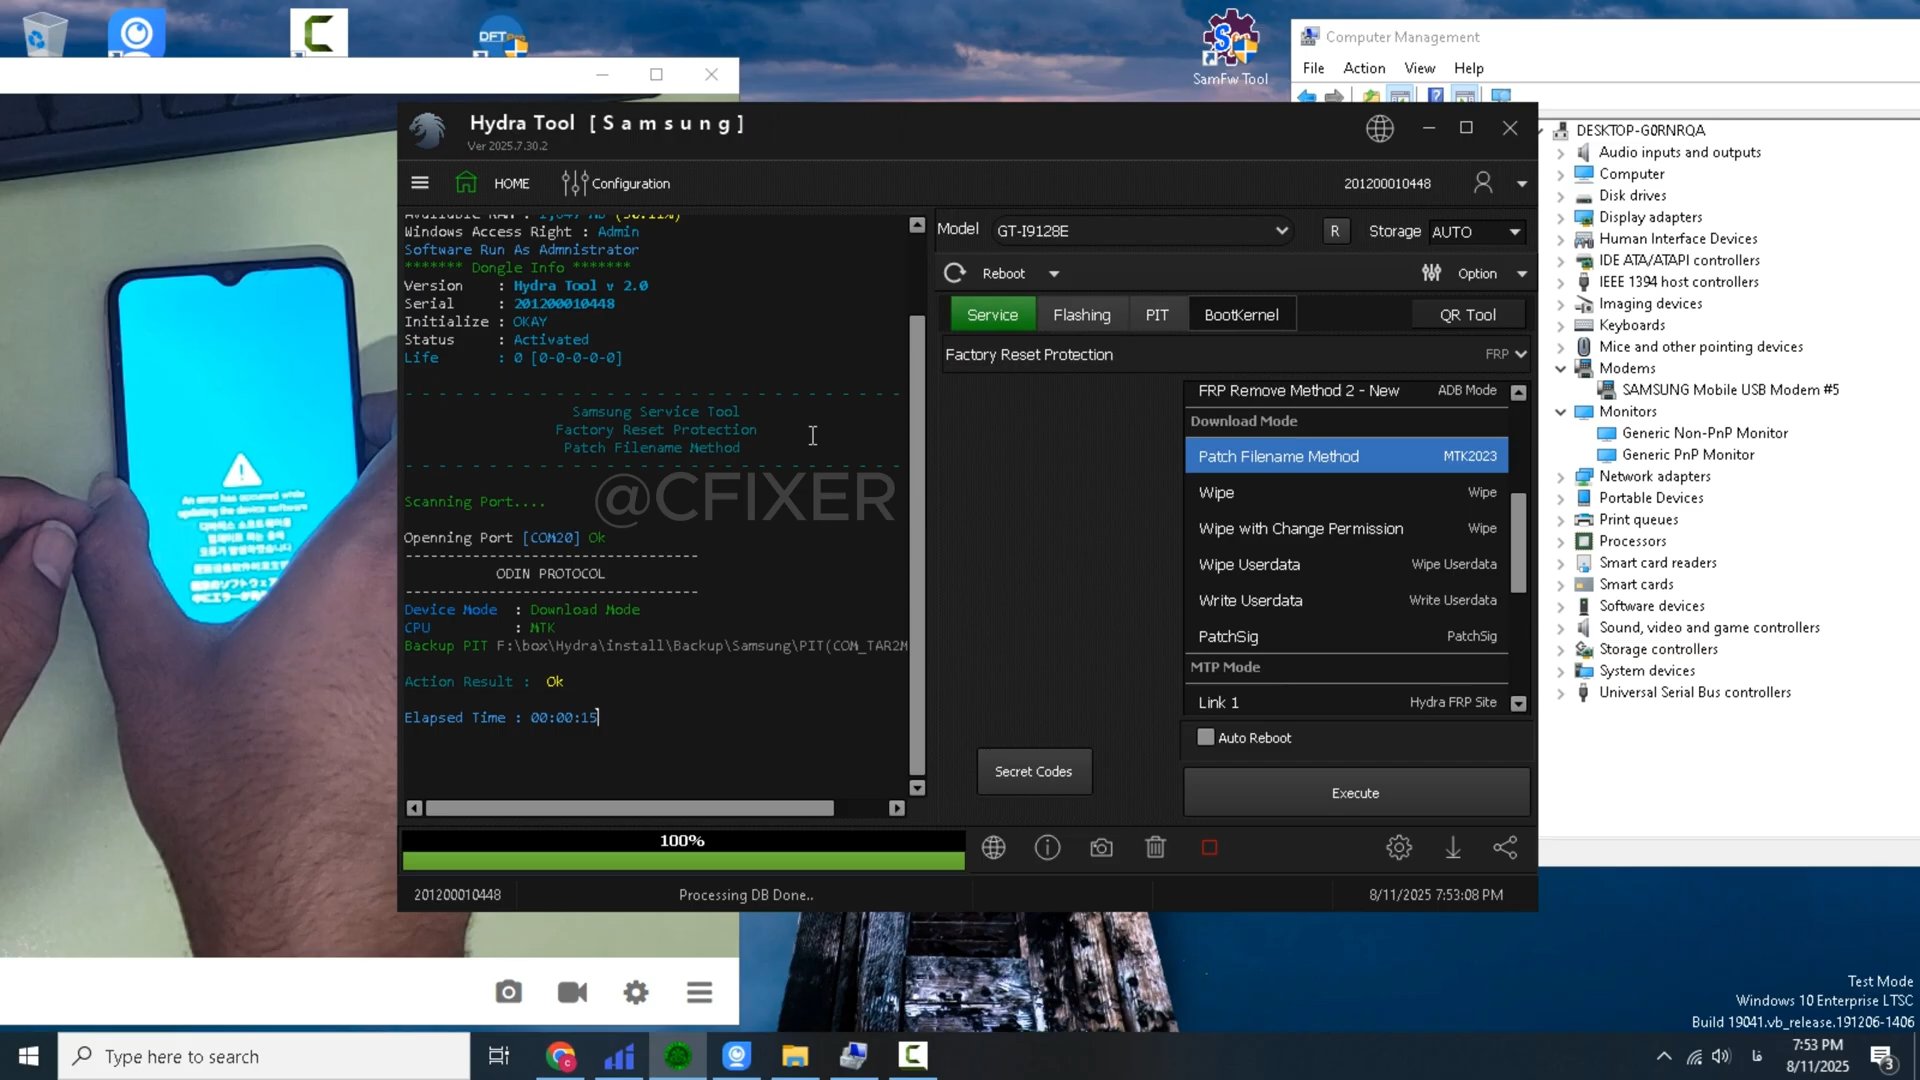 DFTPro
SamFw Tool
Computer Management
File Action View Help
Hydra Tool [ S a m s u n g ]
Ver 2025.7.30.2
HOME Configuration 201200010448
Windows Access Right : Admin
Software Run As Admnistrator
******* Dongle Info *******
Version : Hydra Tool v 2.0
Serial : 201200010448
Initialize : OKAY
Status : Activated
Life : 0 [0-0-0-0-0]
Samsung Service Tool
Factory Reset Protection
Patch Filename Method
Scanning Port....
@CFIXER
Openning Port [COM20] Ok
ODIN PROTOCOL
Device Mode : Download Mode
CPU : MTK
Backup PIT F:\box\Hydra\install\Backup\Samsung\PIT(COM_TAR2M
Action Result : Ok
Elapsed Time : 00:00:15
100%
201200010448 Processing DB Done.. 8/11/2025 7:53:08 PM
Model GT-I9128E R Storage AUTO
Reboot Option
Service Flashing PIT BootKernel QR Tool
Factory Reset Protection FRP
FRP Remove Method 2 - New ADB Mode
Download Mode
Patch Filename Method MTK2023
Wipe Wipe
Wipe with Change Permission Wipe
Wipe Userdata Wipe Userdata
Write Userdata Write Userdata
PatchSig PatchSig
MTP Mode
Link 1 Hydra FRP Site
Auto Reboot
Secret Codes
Execute
DESKTOP-G0RNRQA
Audio inputs and outputs
Computer
Disk drives
Display adapters
Human Interface Devices
IDE ATA/ATAPI controllers
IEEE 1394 host controllers
Imaging devices
Keyboards
Mice and other pointing devices
Modems
SAMSUNG Mobile USB Modem #5
Monitors
Generic Non-PnP Monitor
Generic PnP Monitor
Network adapters
Portable Devices
Print queues
Processors
Smart card readers
Smart cards
Software devices
Sound, video and game controllers
Storage controllers
System devices
Universal Serial Bus controllers
An error has occurred while
updating the device software
Test Mode
Windows 10 Enterprise LTSC
Build 19041.vb_release.191206-1406
Type here to search
فا
7:53 PM
8/11/2025
3